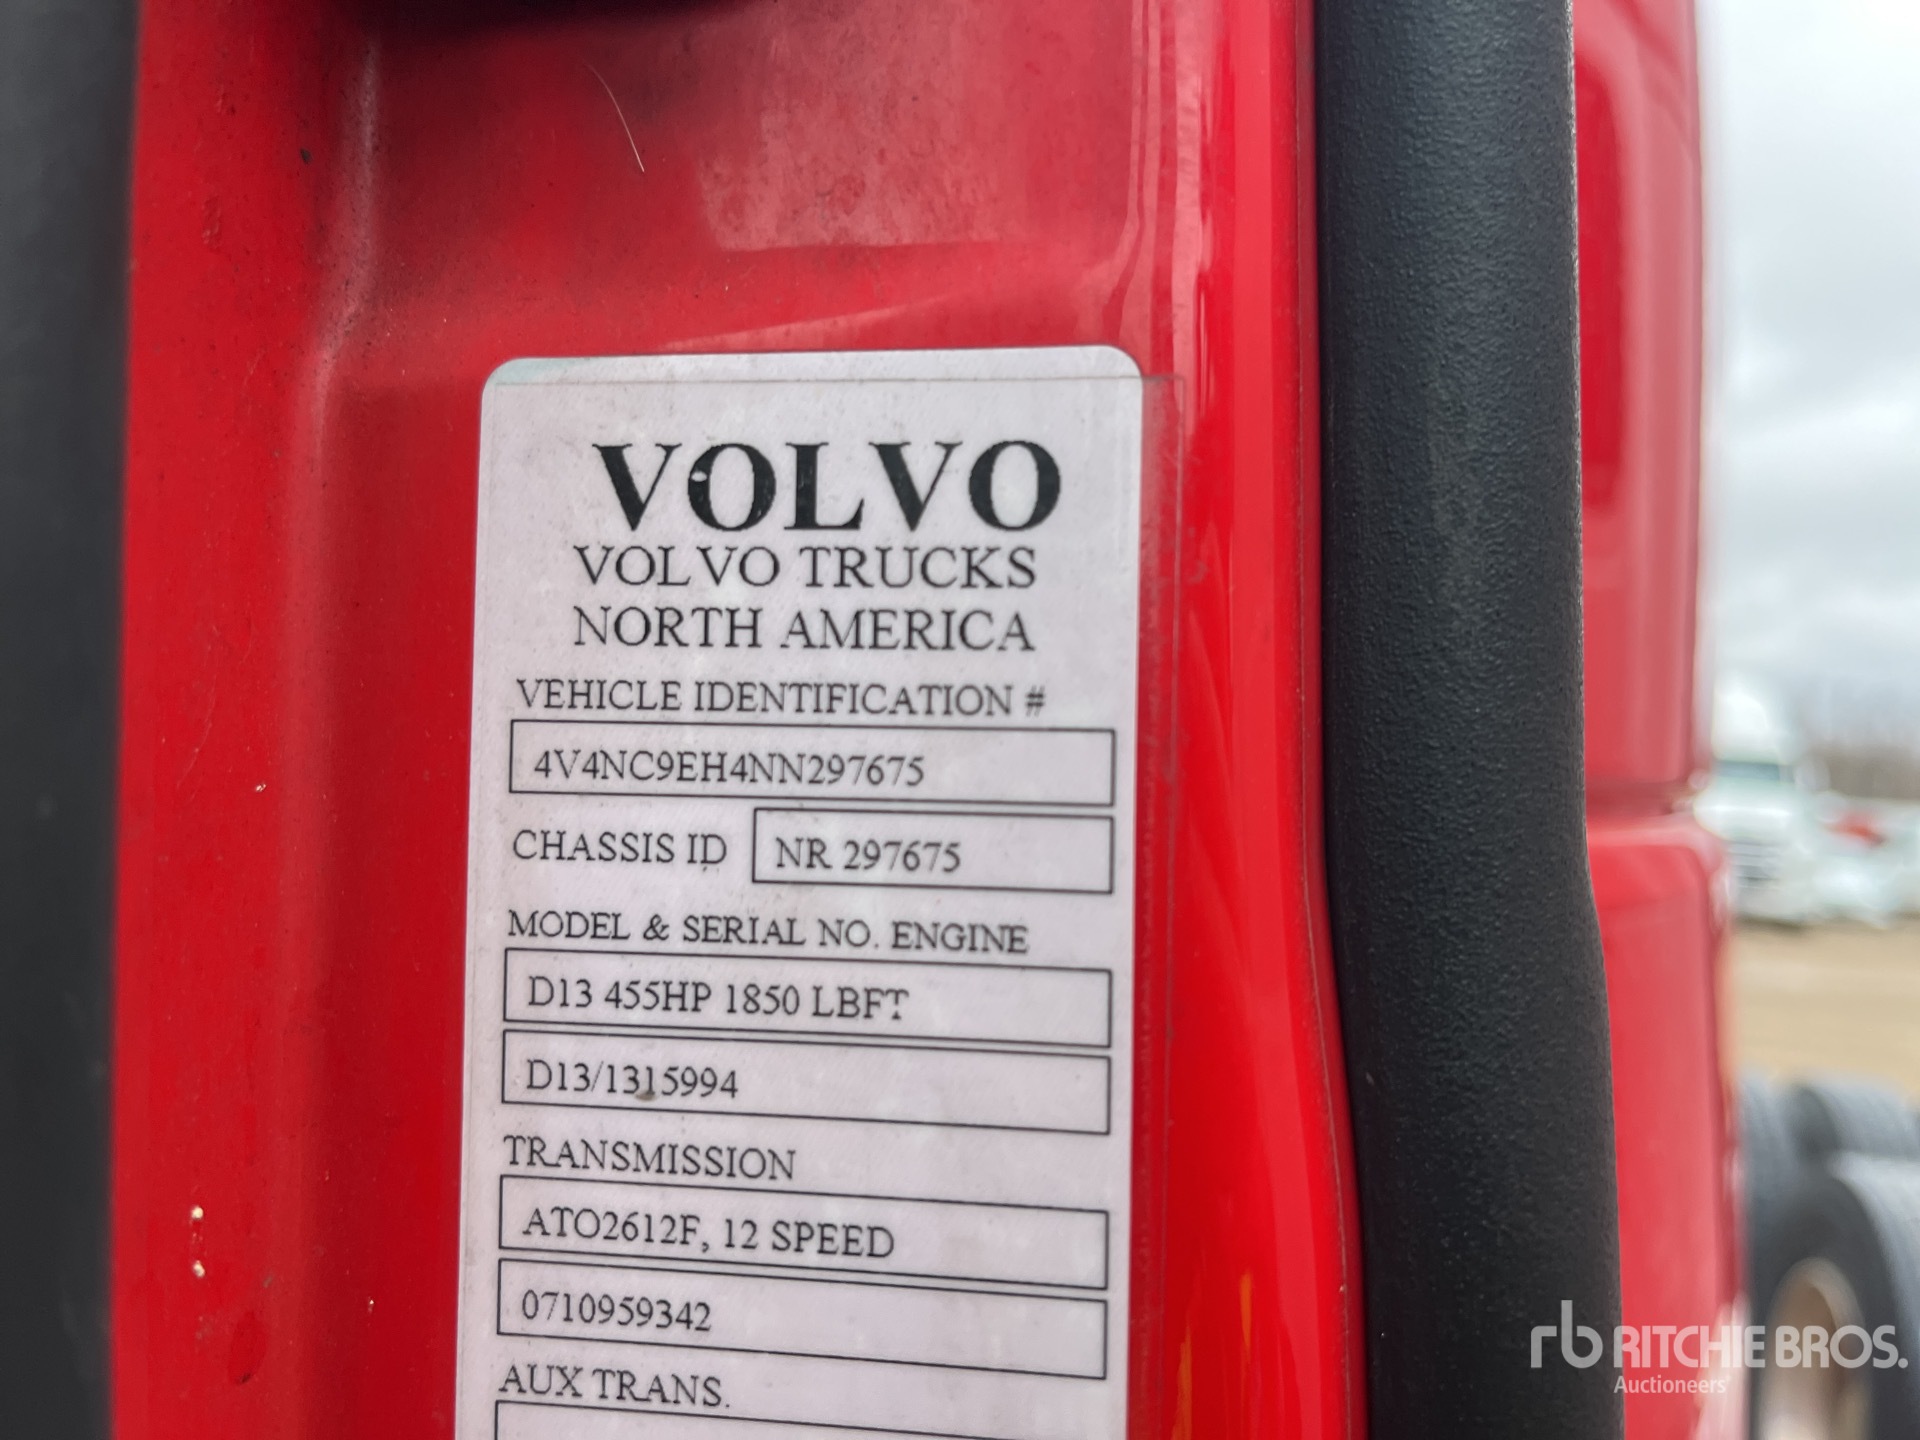 VOLVO
VOLVO TRUCKS
NORTH AMERICA
VEHICLE IDENTIFICATION #
4V4NC9EH4NN297675
CHASSIS ID NR 297675
MODEL & SERIAL NO. ENGINE
D13 455HP 1850 LBFT
D13/1315994
TRANSMISSION
ATO2612F, 12 SPEED
0710959342
AUX TRANS.
rb RITCHIE BROS.
Auctioneers